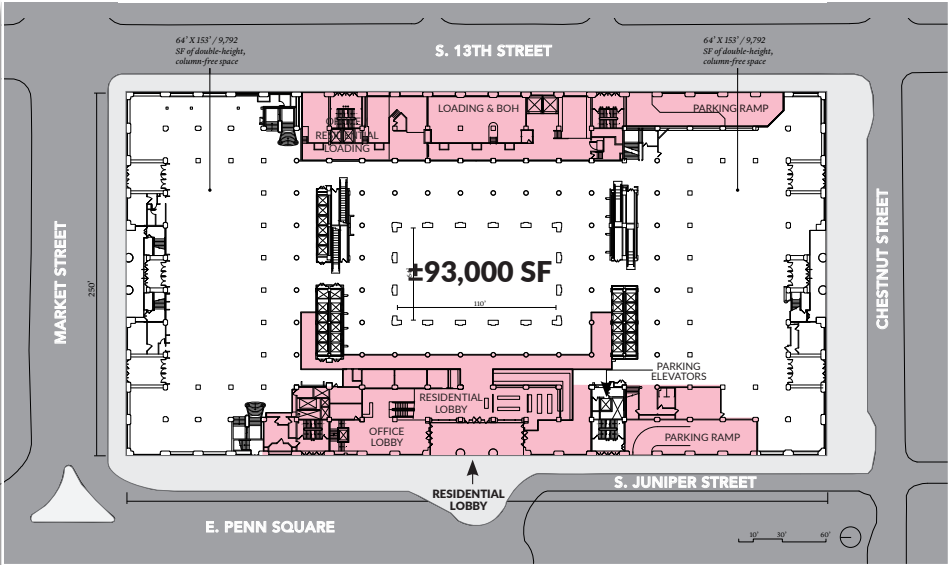 64' X 153' / 9,792
SF of double-height,
column-free space
S. 13TH STREET
64' X 153' / 9,792
SF of double-height,
column-free space
LOADING & BOH
PARKING RAMP
RESIDENTIAL
LOADING
MARKET STREET
250'
±93,000 SF
110'
CHESTNUT STREET
PARKING
ELEVATORS
RESIDENTIAL
LOBBY
OFFICE
LOBBY
PARKING RAMP
RESIDENTIAL
LOBBY
S. JUNIPER STREET
E. PENN SQUARE
10' 30' 60'